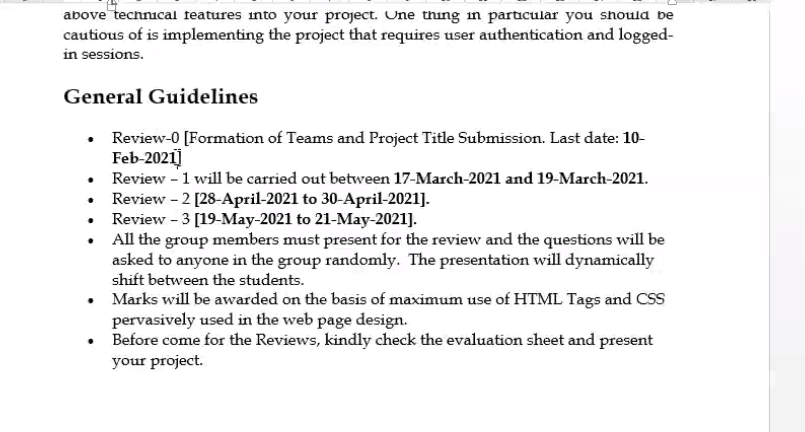 above technical features into your project. One thing in particular you should be
cautious of is implementing the project that requires user authentication and logged-
in sessions.
General Guidelines
• Review-0 [Formation of Teams and Project Title Submission. Last date: 10-
Feb-2021]
• Review – 1 will be carried out between 17-March-2021 and 19-March-2021.
• Review – 2 [28-April-2021 to 30-April-2021].
• Review – 3 [19-May-2021 to 21-May-2021].
• All the group members must present for the review and the questions will be
asked to anyone in the group randomly. The presentation will dynamically
shift between the students.
• Marks will be awarded on the basis of maximum use of HTML Tags and CSS
pervasively used in the web page design.
• Before come for the Reviews, kindly check the evaluation sheet and present
your project.